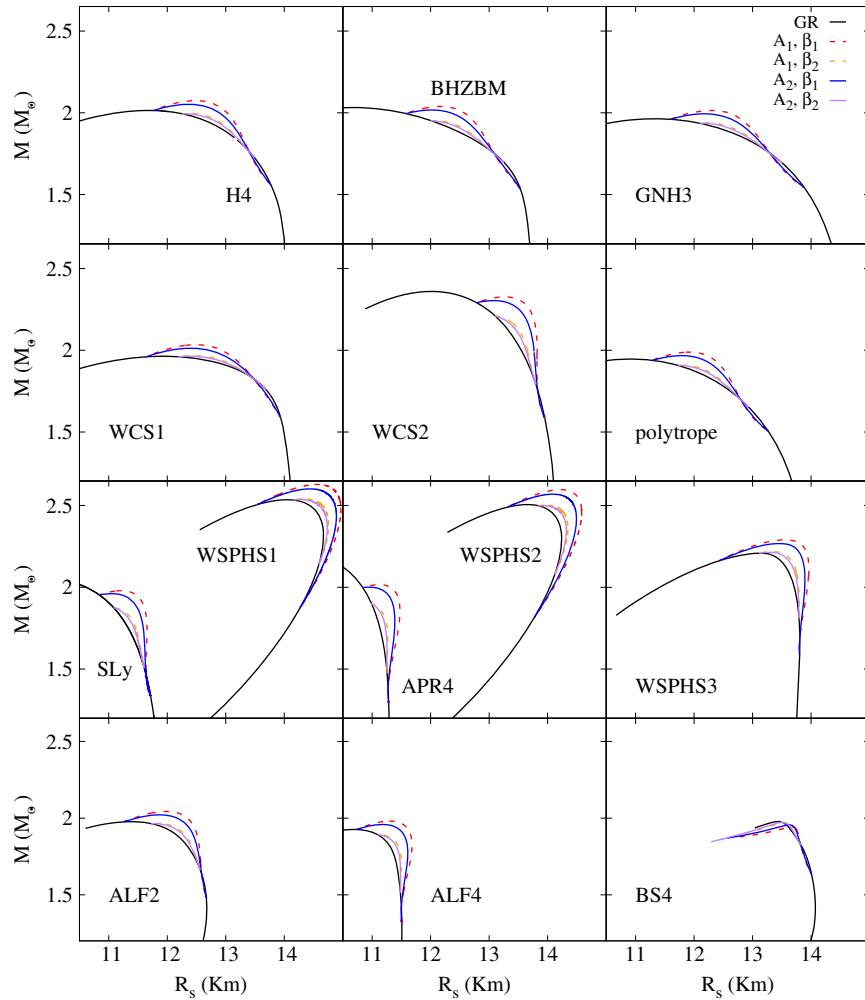 GR
A₁, β₁
A₁, β₂
A₂, β₁
A₂, β₂
2.5
2
1.5
M (M⊙)
H4
BHZBM
GNH3
2.5
2
1.5
M (M⊙)
WCS1
WCS2
polytrope
2.5
2
1.5
M (M⊙)
WSPHS1
SLy
WSPHS2
APR4
WSPHS3
2.5
2
1.5
M (M⊙)
ALF2
ALF4
BS4
11 12 13 14
11 12 13 14
11 12 13 14
Rₛ (Km)
Rₛ (Km)
Rₛ (Km)